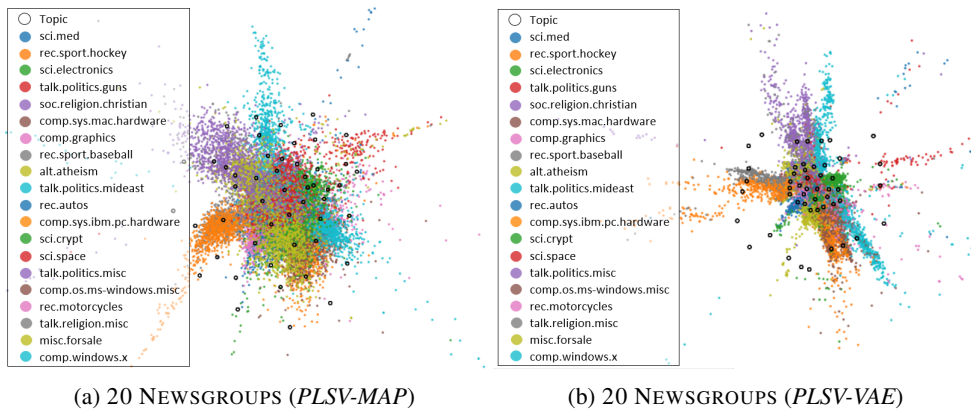 Topic
sci.med
rec.sport.hockey
sci.electronics
talk.politics.guns
soc.religion.christian
comp.sys.mac.hardware
comp.graphics
rec.sport.baseball
alt.atheism
talk.politics.mideast
rec.autos
comp.sys.ibm.pc.hardware
sci.crypt
sci.space
talk.politics.misc
comp.os.ms-windows.misc
rec.motorcycles
talk.religion.misc
misc.forsale
comp.windows.x
(a) 20 NEWSGROUPS (PLSV-MAP)
Topic
sci.med
rec.sport.hockey
sci.electronics
talk.politics.guns
soc.religion.christian
comp.sys.mac.hardware
comp.graphics
rec.sport.baseball
alt.atheism
talk.politics.mideast
rec.autos
comp.sys.ibm.pc.hardware
sci.crypt
sci.space
talk.politics.misc
comp.os.ms-windows.misc
rec.motorcycles
talk.religion.misc
misc.forsale
comp.windows.x
(b) 20 NEWSGROUPS (PLSV-VAE)